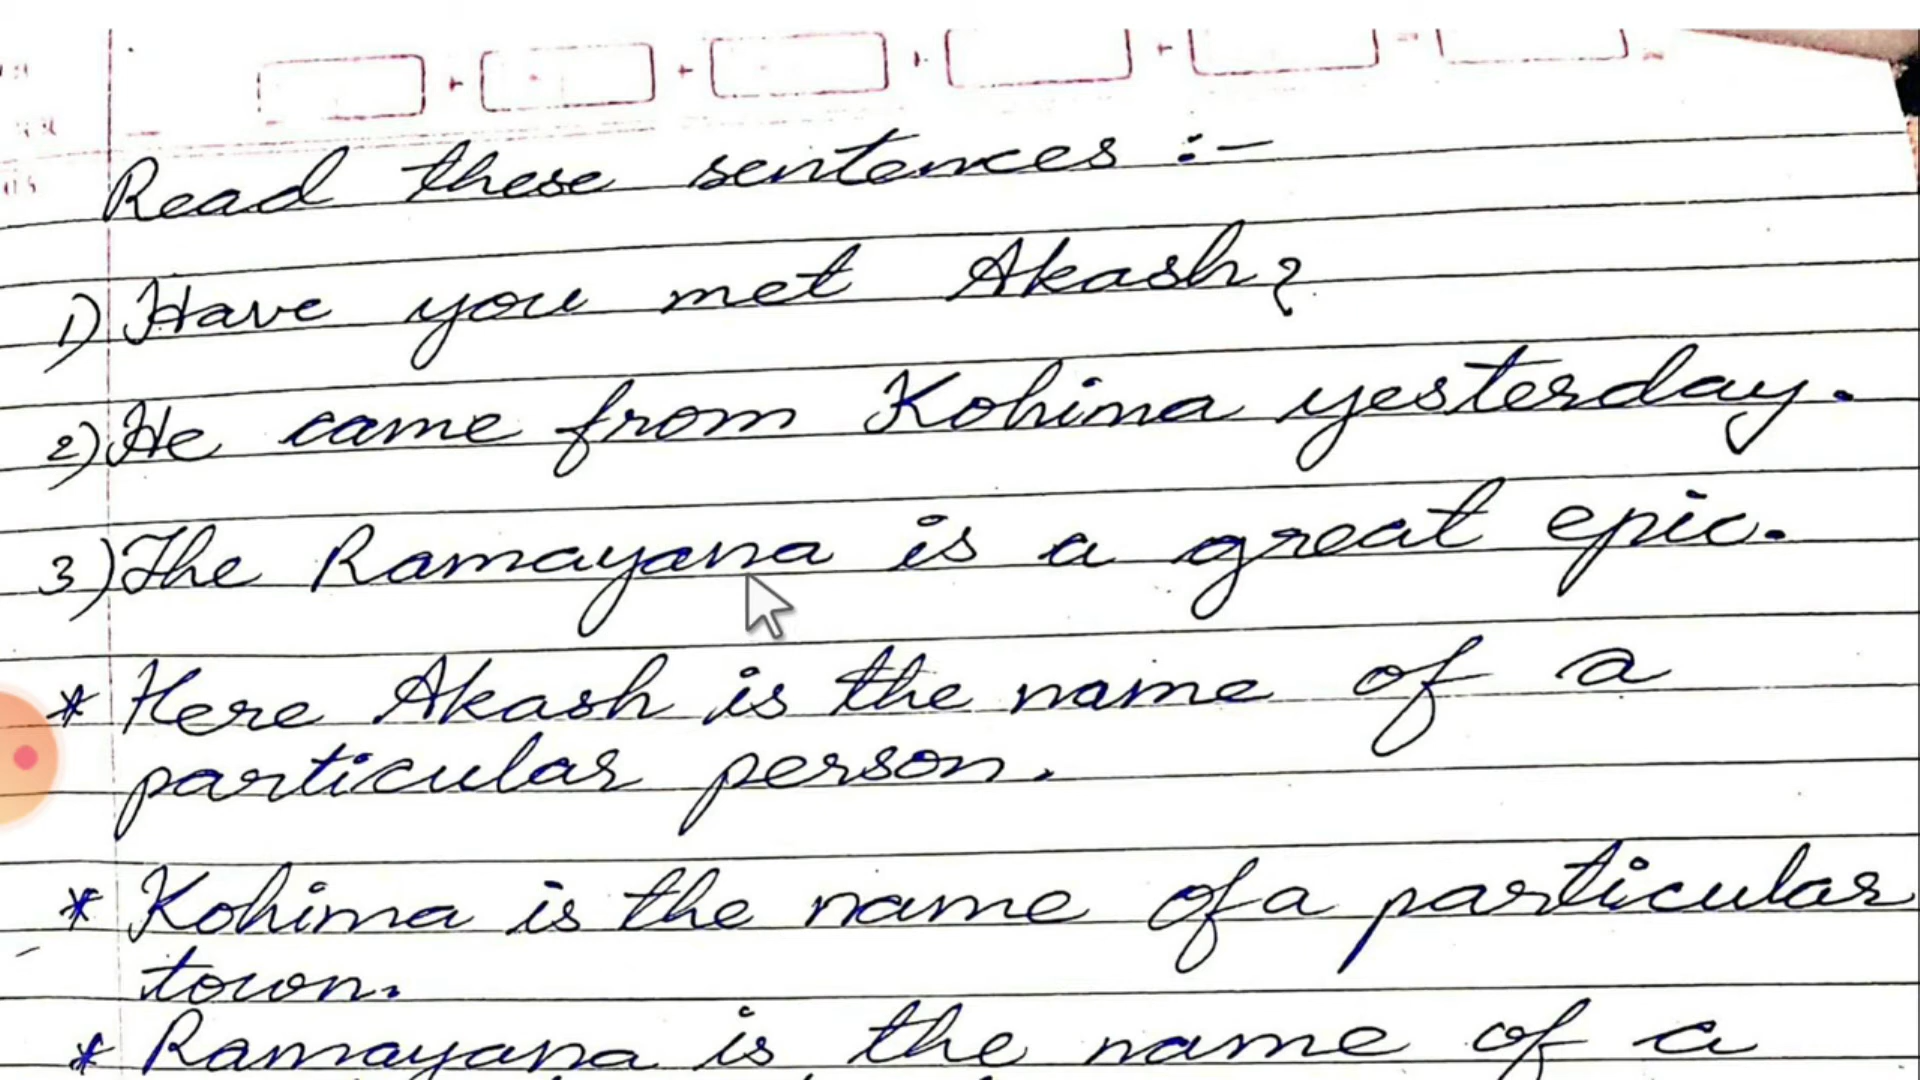 Read these sentences :-
1) Have you met Akash?
2) He came from Kohima yesterday.
3) The Ramayana is a great epic.
* Here Akash is the name of a
particular person.
* Kohima is the name of a particular
town.
* Ramayana is the name of a